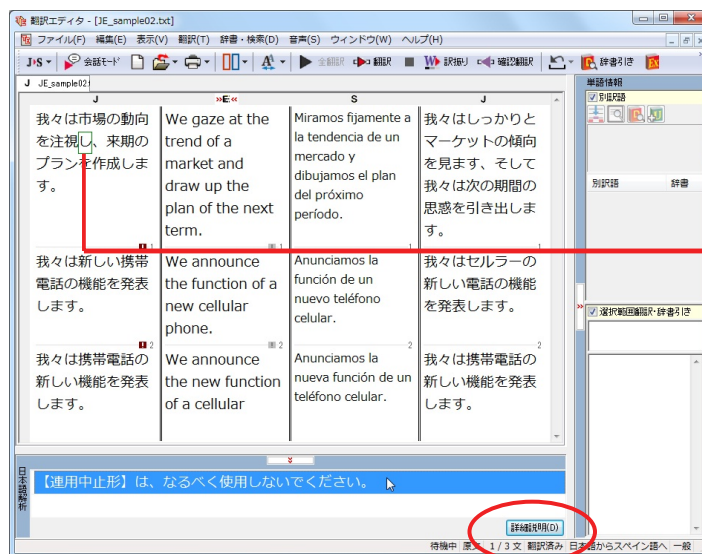 翻訳エディタ - [JE_sample02.txt]
ファイル(F) 編集(E) 表示(V) 翻訳(T) 辞書・検索(D) 音声(S) ウィンドウ(W) ヘルプ(H)
J▸S 会話モード 全翻訳 翻訳 訳振り 確認翻訳 辞書引き
J JE_sample02
J
»E«
S
J
我々は市場の動向
を注視し、来期の
プランを作成しま
す。
1
We gaze at the
trend of a
market and
draw up the
plan of the next
term.
1
Miramos fijamente a
la tendencia de un
mercado y
dibujamos el plan
del próximo
período.
1
我々はしっかりと
マーケットの傾向
を見ます、そして
我々は次の期間の
思惑を引き出しま
す。
1
我々は新しい携帯
電話の機能を発表
します。
2
We announce
the function of a
new cellular
phone.
2
Anunciamos la
función de un
nuevo teléfono
celular.
2
我々はセルラーの
新しい電話の機能
を発表します。
2
我々は携帯電話の
新しい機能を発表
します。
We announce
the new function
of a cellular
Anunciamos la
nueva función de un
teléfono celular.
我々は携帯電話の
新しい機能を発表
します。
単語情報
別訳語
別訳語 辞書
選択範囲翻訳・辞書引き
日本語解析
【連用中止形】は、なるべく使用しないでください。
詳細説明(D)
待機中 原文 1 / 3 文 翻訳済み 日本語からスペイン語へ 一般